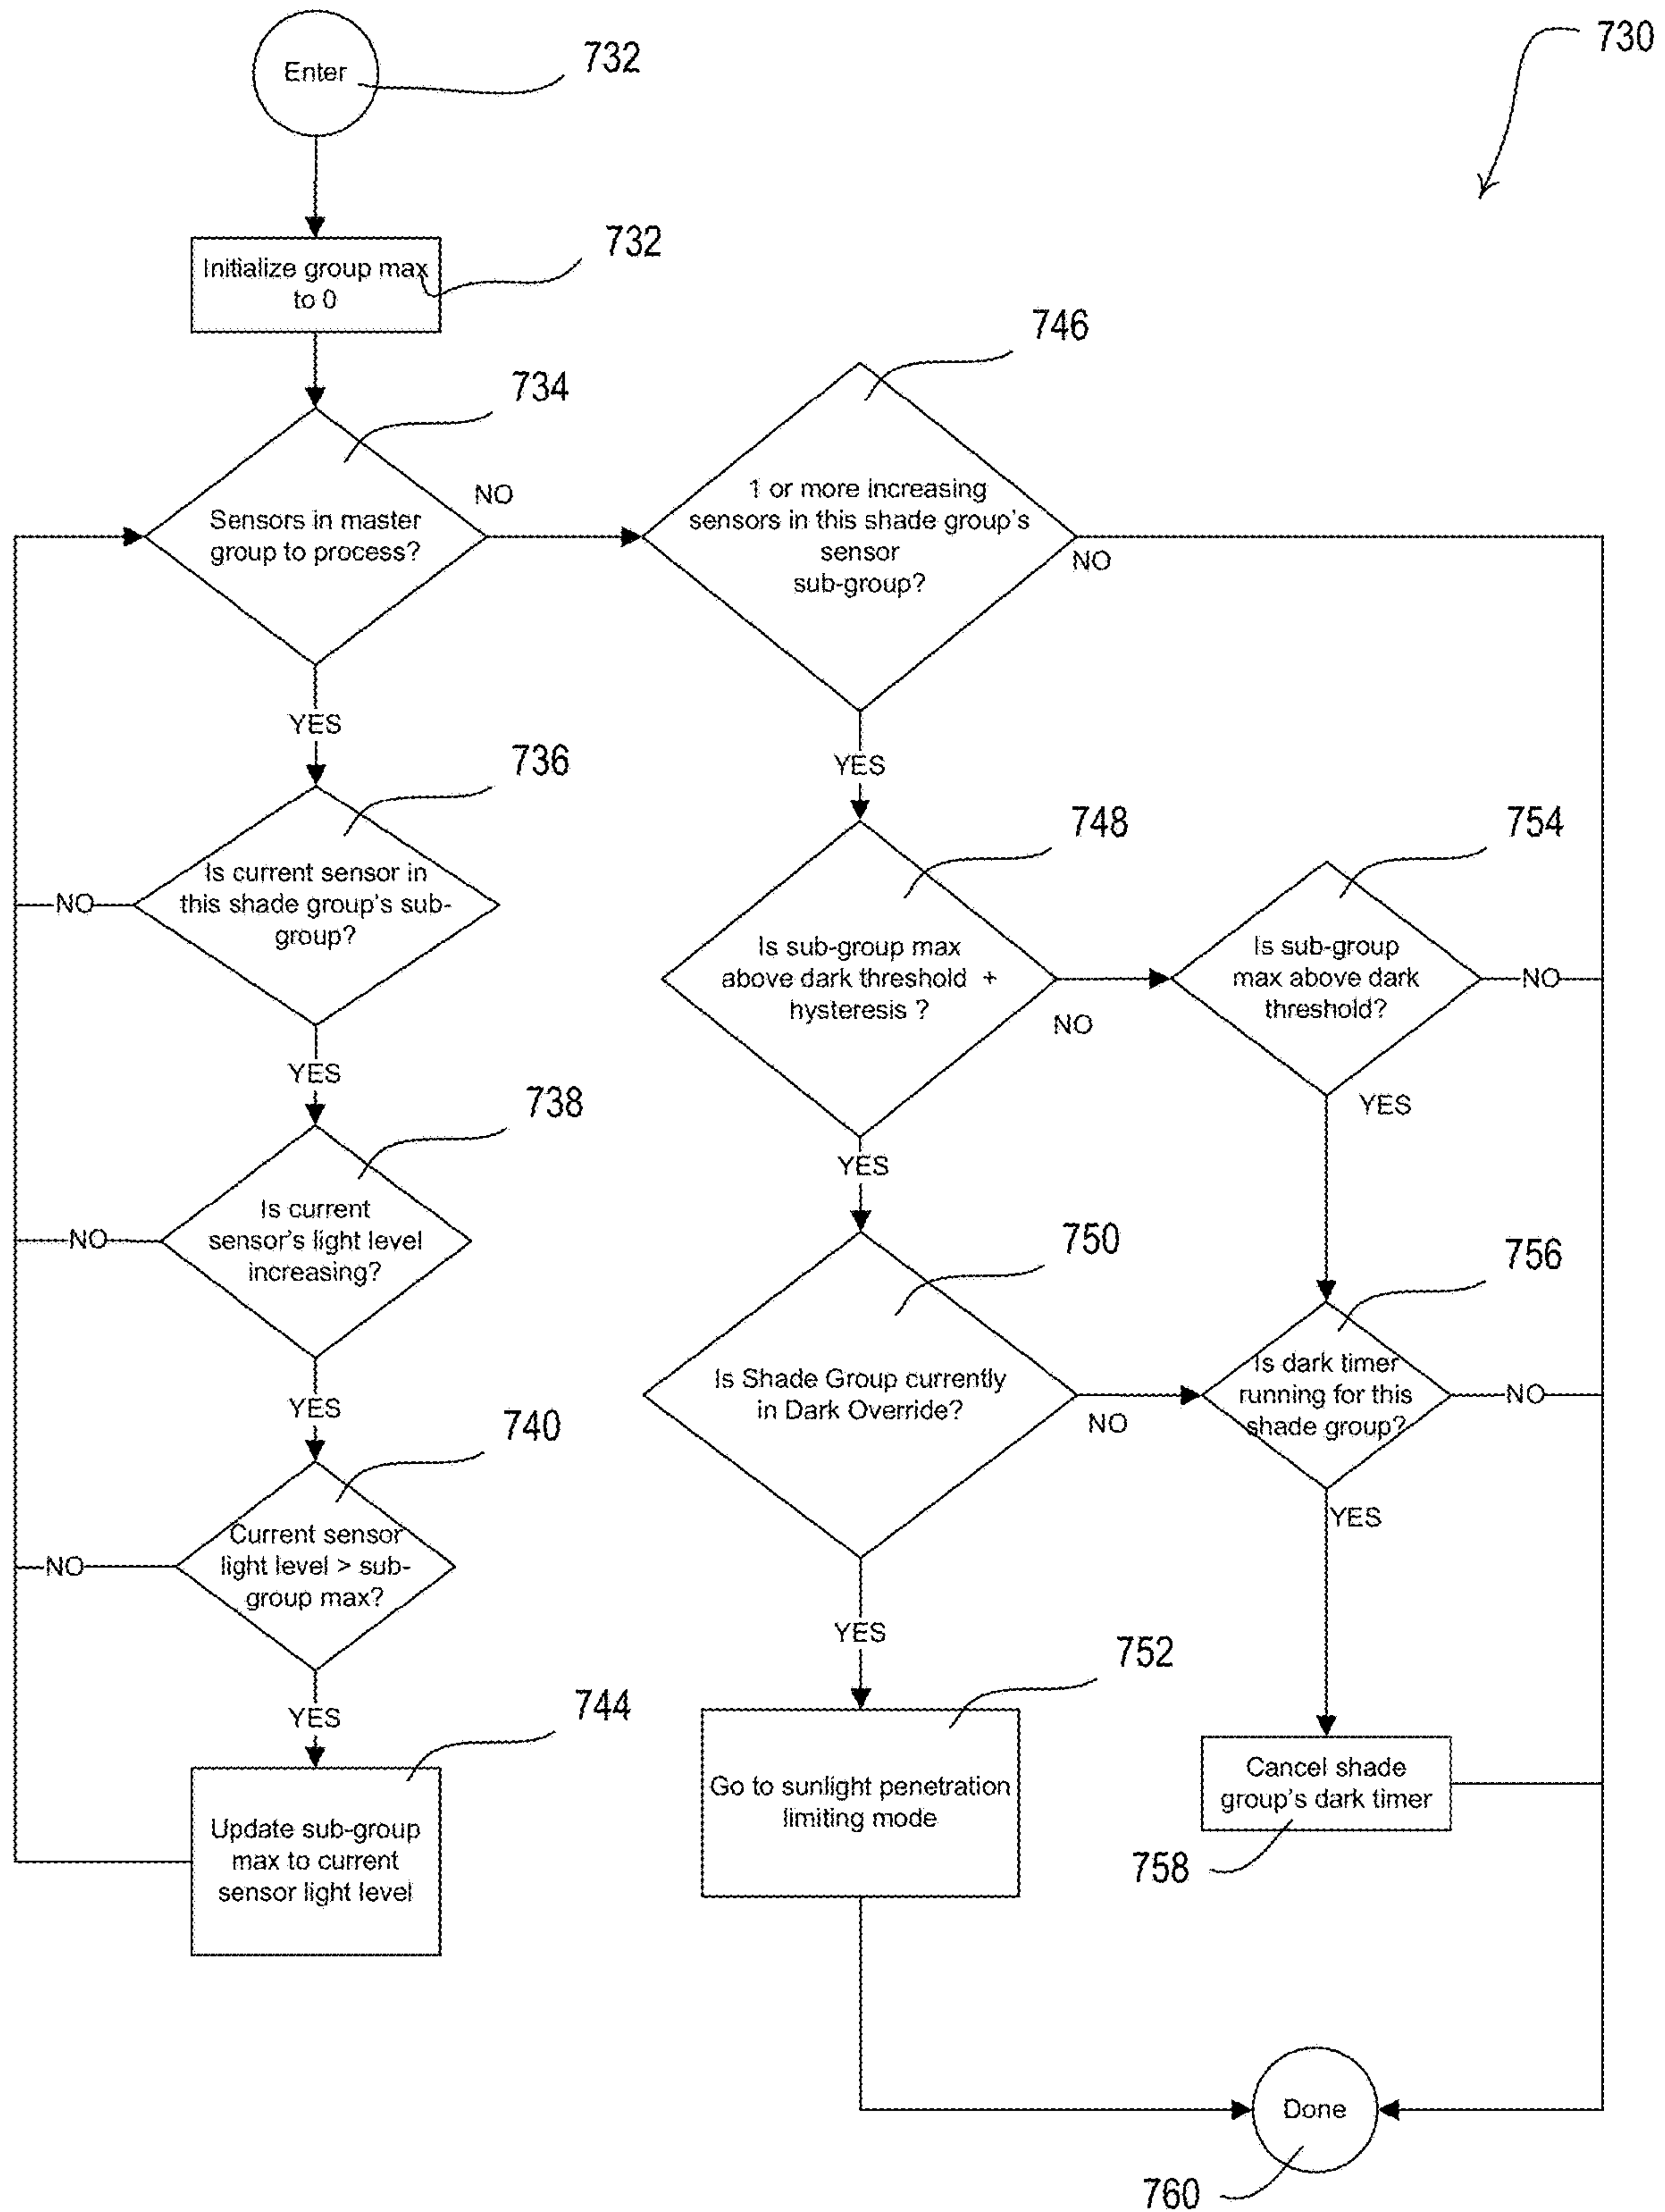 730
Enter
732
Initialize group max
to 0
732
734
Sensors in master
group to process?
NO
YES
736
Is current sensor in
this shade group's sub-
group?
NO
YES
738
Is current
sensor's light level
increasing?
NO
YES
740
Current sensor
light level > sub-
group max?
NO
YES
744
Update sub-group
max to current
sensor light level
746
1 or more increasing
sensors in this shade group's
sensor
sub-group?
NO
YES
748
Is sub-group max
above dark threshold +
hysteresis ?
NO
YES
750
Is Shade Group currently
in Dark Override?
NO
YES
752
Go to sunlight penetration
limiting mode
754
Is sub-group
max above dark
threshold?
NO
YES
756
Is dark timer
running for this
shade group?
NO
YES
Cancel shade
group's dark timer
758
Done
760